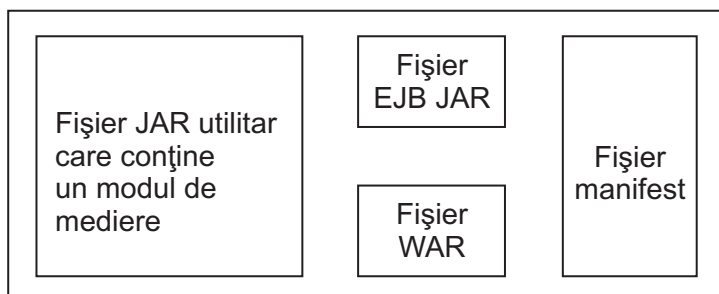 Fişier JAR utilitar
care conţine
un modul de
mediere
Fişier
EJB JAR
Fişier
WAR
Fişier
manifest